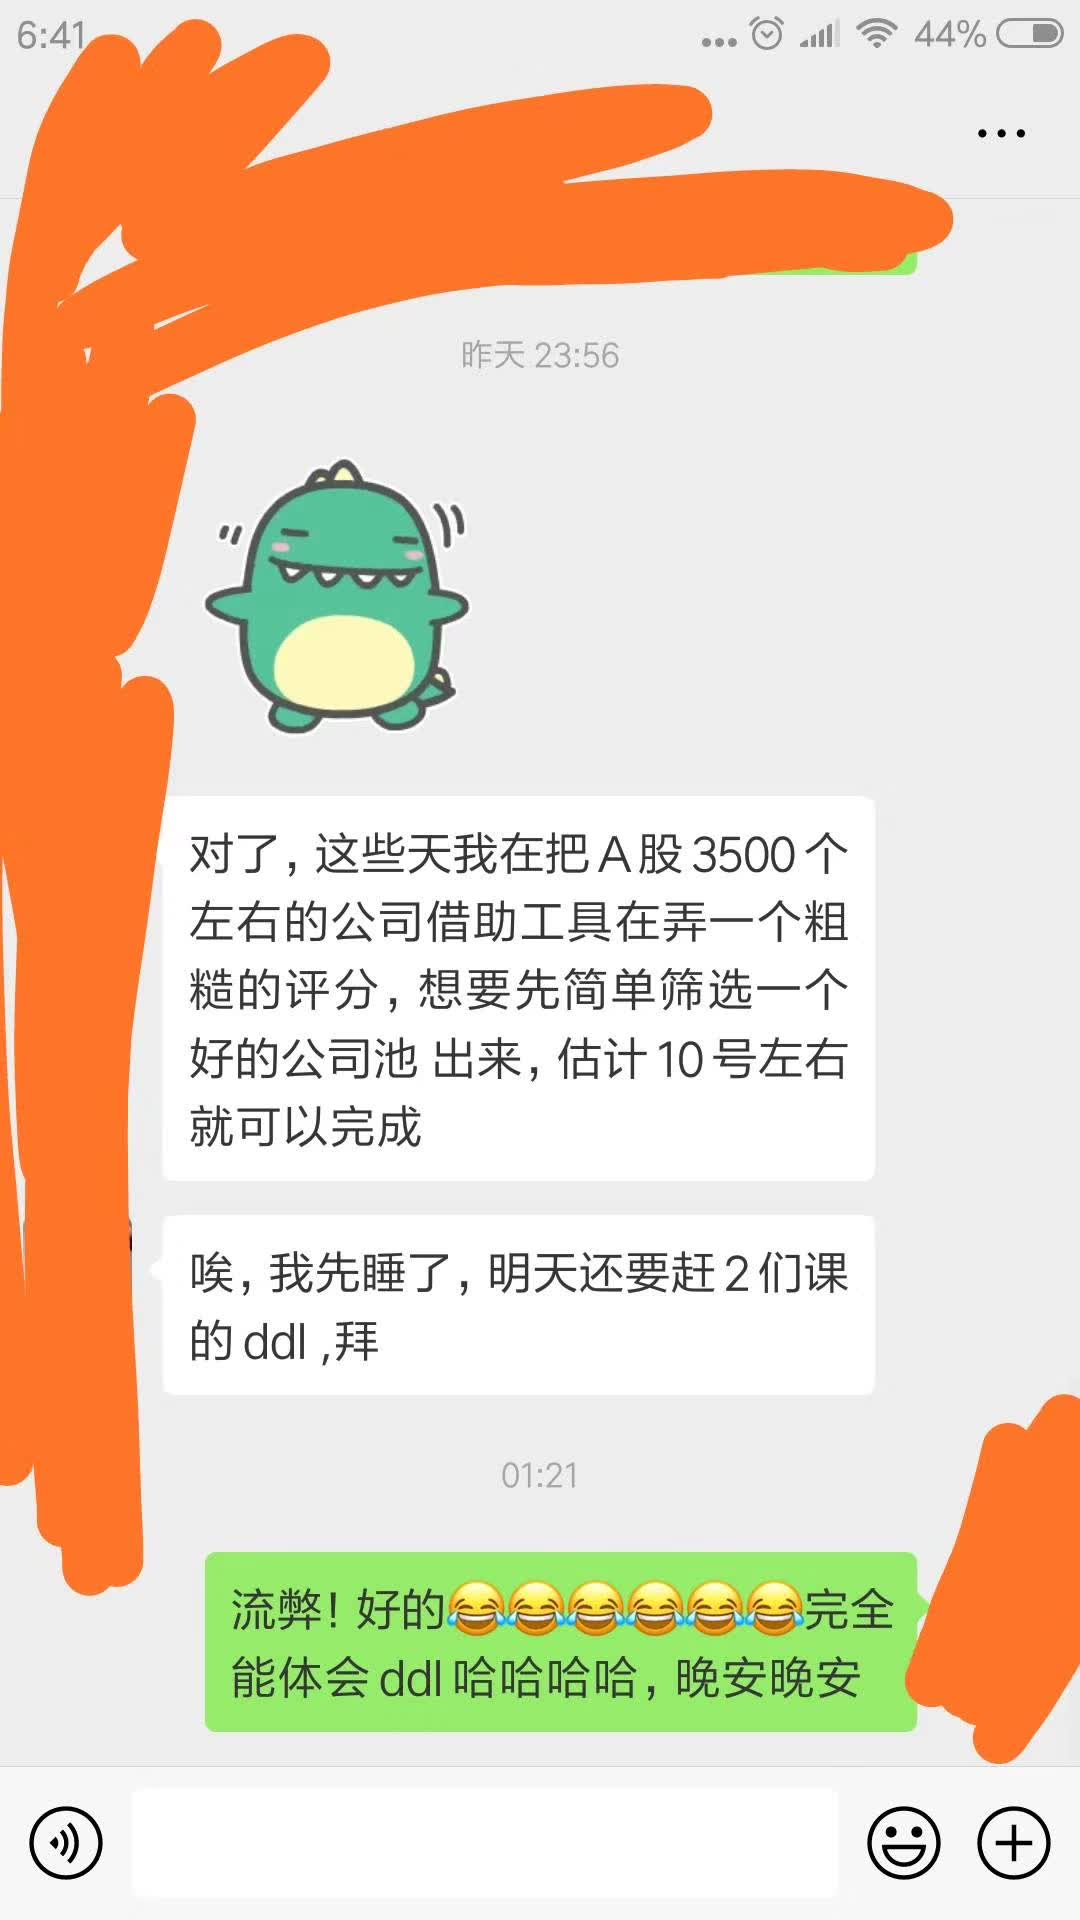 6:41
44%
昨天 23:56
对了，这些天我在把A股3500个
左右的公司借助工具在弄一个粗
糙的评分，想要先简单筛选一个
好的公司池 出来，估计10号左右
就可以完成
唉，我先睡了，明天还要赶2们课
的ddl ,拜
01:21
流弊！好的😂😂😂😂😂😂完全
能体会ddl哈哈哈哈，晚安晚安